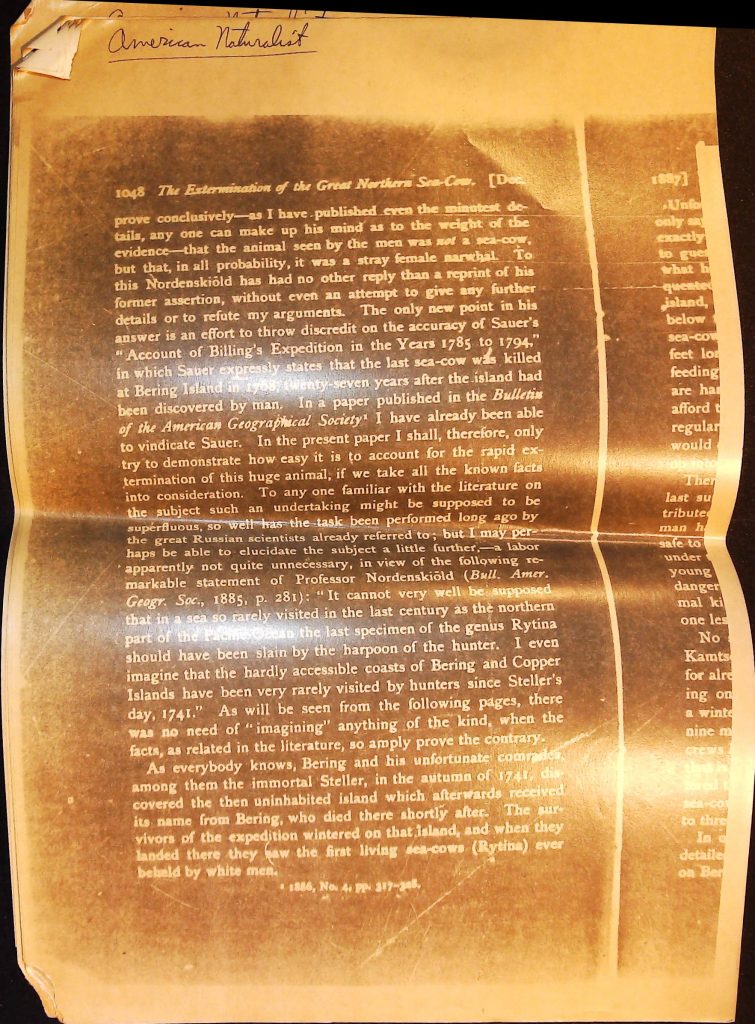 American Naturalist
1048 The Extermination of the Great Northern Sea-Cow. [Dec.
prove conclusively—as I have published even the minutest de-
tails, any one can make up his mind as to the weight of the
evidence—that the animal seen by the men was not a sea-cow,
but that, in all probability, it was a stray female narwhal. To
this Nordenskiöld has had no other reply than a reprint of his
former assertion, without even an attempt to give any further
details or to refute my arguments. The only new point in his
answer is an effort to throw discredit on the accuracy of Sauer's
"Account of Billing's Expedition in the Years 1785 to 1794,"
in which Sauer expressly states that the last sea-cow was killed
at Bering Island in 1768, twenty-seven years after the island had
been discovered by man. In a paper published in the Bulletin
of the American Geographical Society¹ I have already been able
to vindicate Sauer. In the present paper I shall, therefore, only
try to demonstrate how easy it is to account for the rapid ex-
termination of this huge animal, if we take all the known facts
into consideration. To any one familiar with the literature on
the subject such an undertaking might be supposed to be
superfluous, so well has the task been performed long ago by
the great Russian scientists already referred to; but I may per-
haps be able to elucidate the subject a little further,—a labor
apparently not quite unnecessary, in view of the following re-
markable statement of Professor Nordenskiöld (Bull. Amer.
Geogr. Soc., 1885, p. 281): "It cannot very well be supposed
that in a sea so rarely visited in the last century as the northern
part of the Pacific Ocean the last specimen of the genus Rytina
should have been slain by the harpoon of the hunter. I even
imagine that the hardly accessible coasts of Bering and Copper
Islands have been very rarely visited by hunters since Steller's
day, 1741." As will be seen from the following pages, there
was no need of "imagining" anything of the kind, when the
facts, as related in the literature, so amply prove the contrary.
As everybody knows, Bering and his unfortunate comrades,
among them the immortal Steller, in the autumn of 1741, dis-
covered the then uninhabited island which afterwards received
its name from Bering, who died there shortly after. The sur-
vivors of the expedition wintered on that island, and when they
landed there they saw the first living sea-cows (Rytina) ever
beheld by white men.
¹ 1886, No. 4, pp. 317-328.
1887]
only
exactly
to
what
island,
below
sea-cow
feet
feeding
are
afford
regular
would
last
man
safe to
under
young
danger
one
No
for
ing on
a
nine
crews
to
In
on